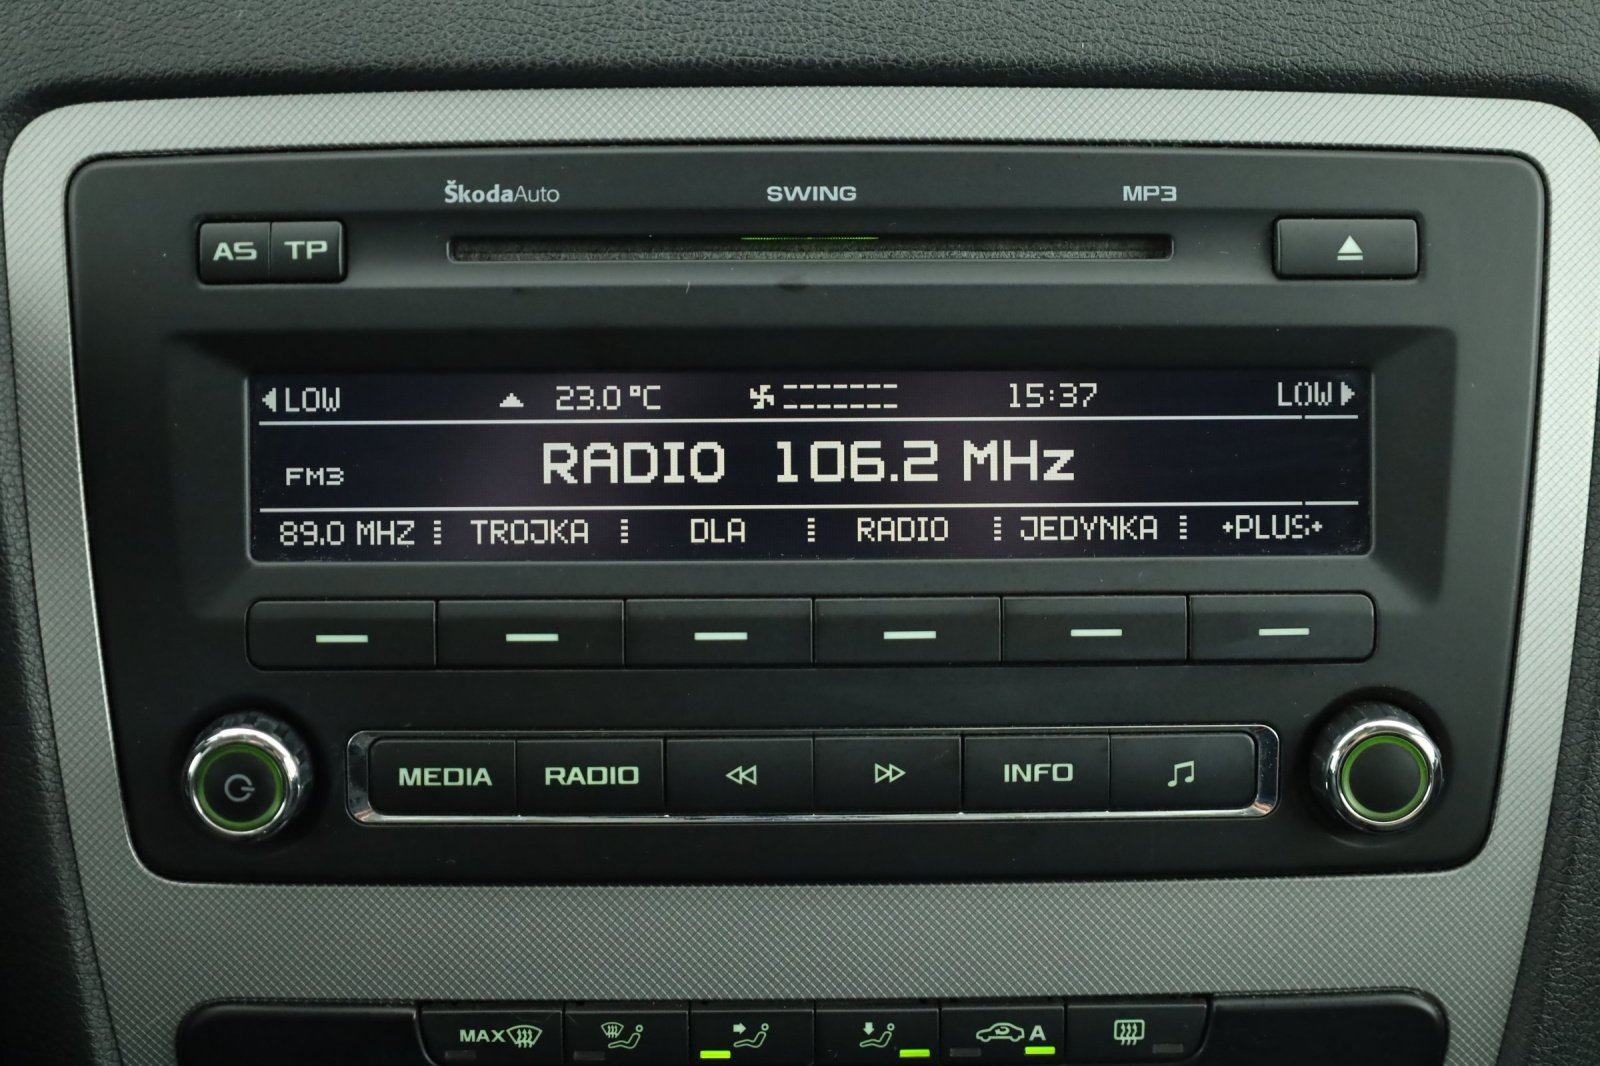 ŠkodaAuto SWING MP3
AS TP
LOW 23.0 °C 15:37 LOW
FM3 RADIO 106.2 MHz
89.0 MHZ TROJKA DLA RADIO JEDYNKA +PLUS+
MEDIA RADIO INFO
MAX A